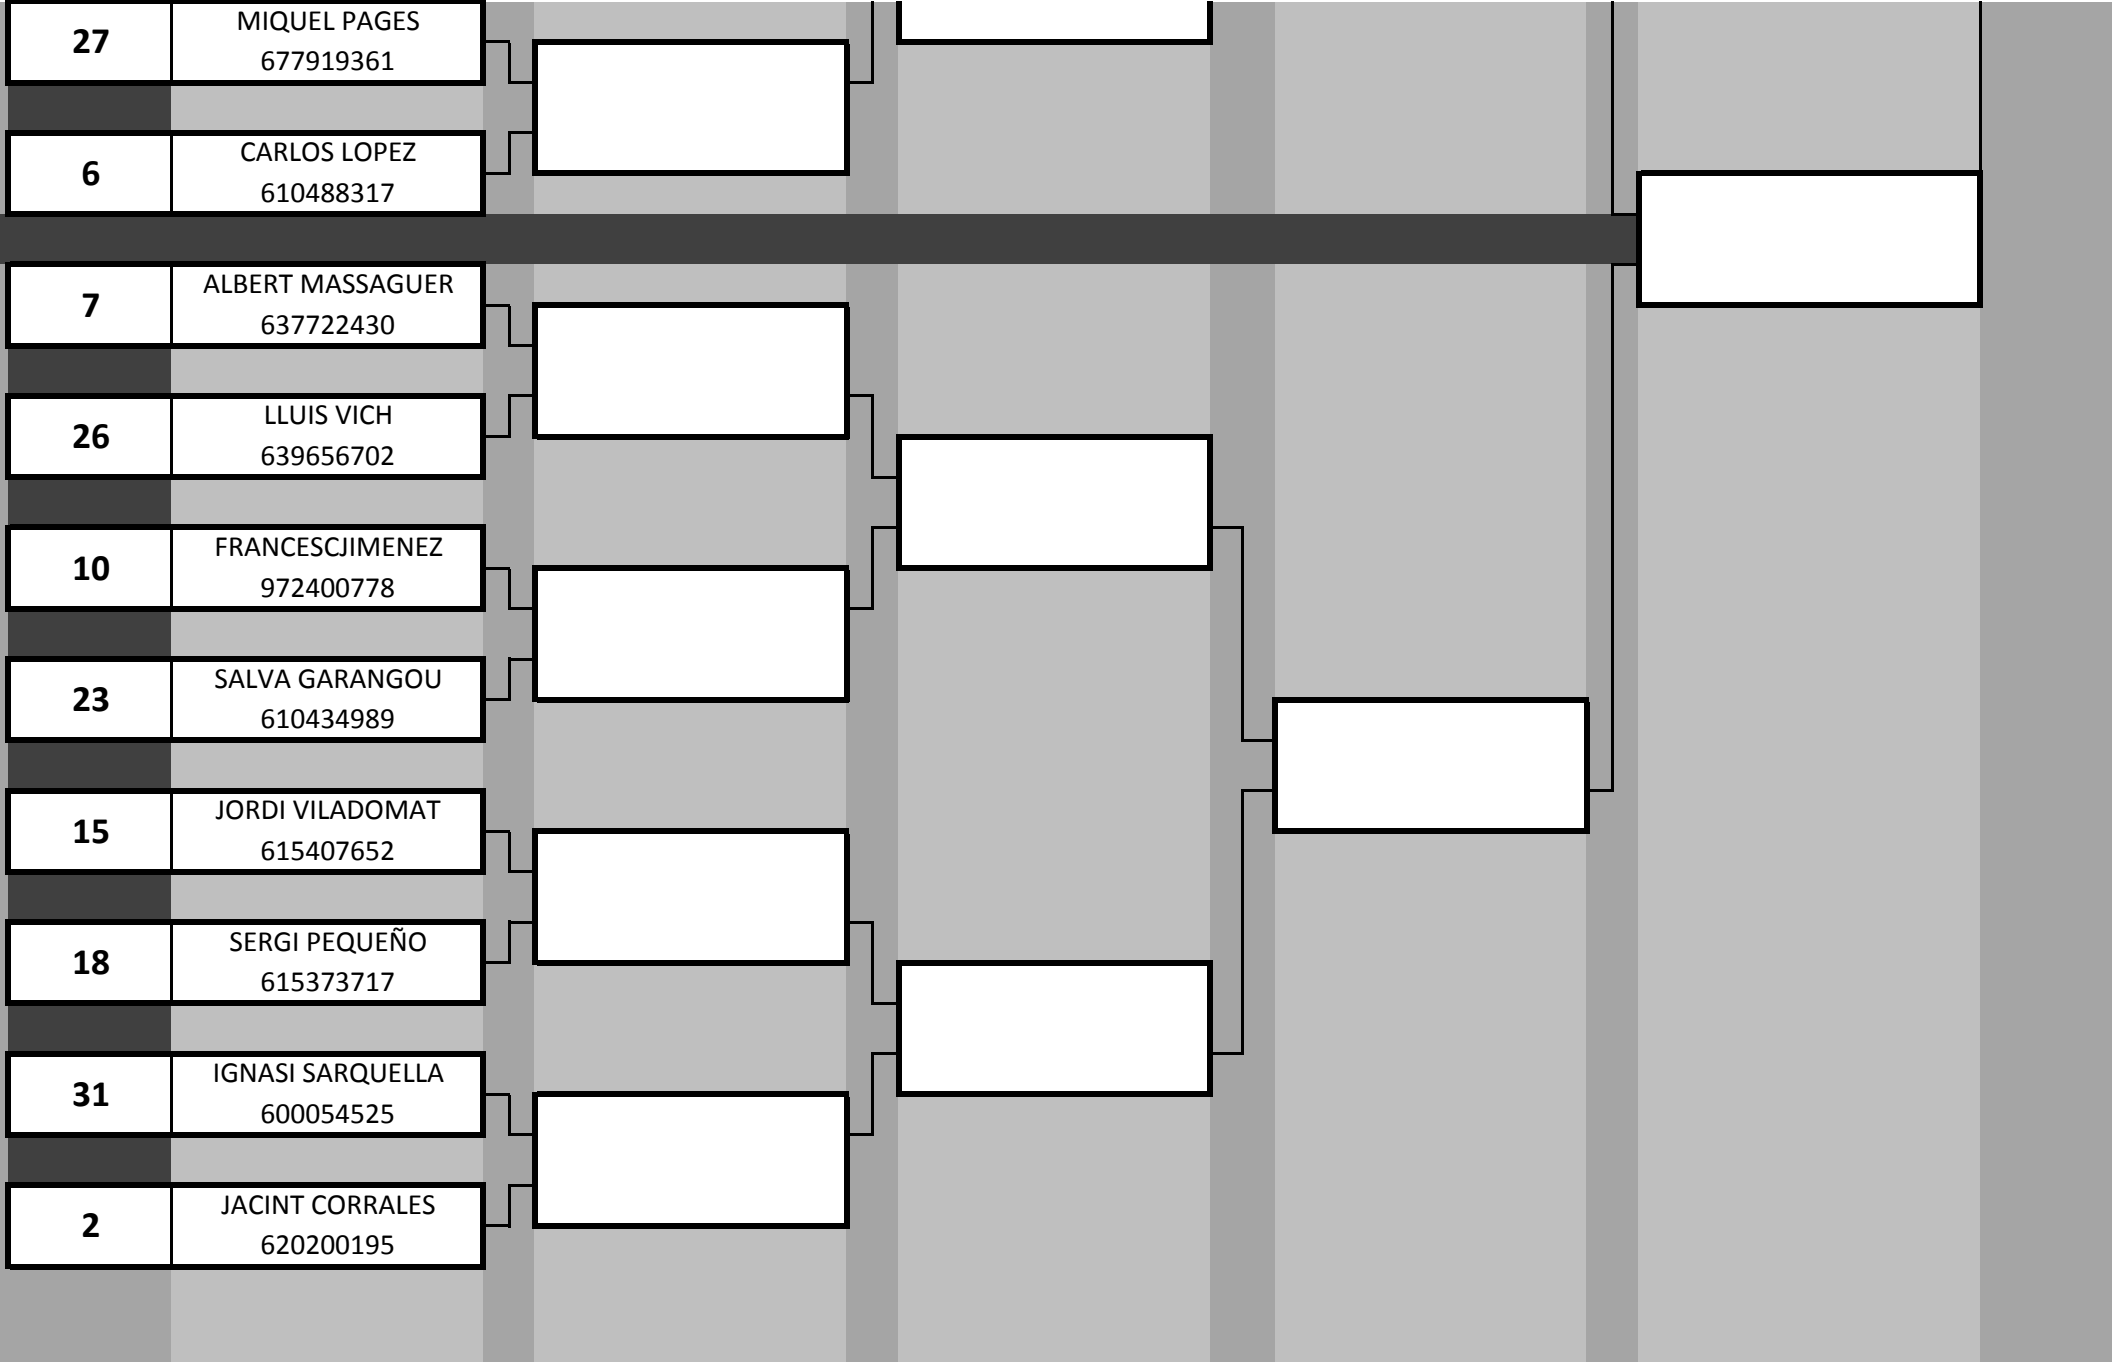 27
MIQUEL PAGES
677919361
6
CARLOS LOPEZ
610488317
7
ALBERT MASSAGUER
637722430
26
LLUIS VICH
639656702
10
FRANCESCJIMENEZ
972400778
23
SALVA GARANGOU
610434989
15
JORDI VILADOMAT
615407652
18
SERGI PEQUEÑO
615373717
31
IGNASI SARQUELLA
600054525
2
JACINT CORRALES
620200195